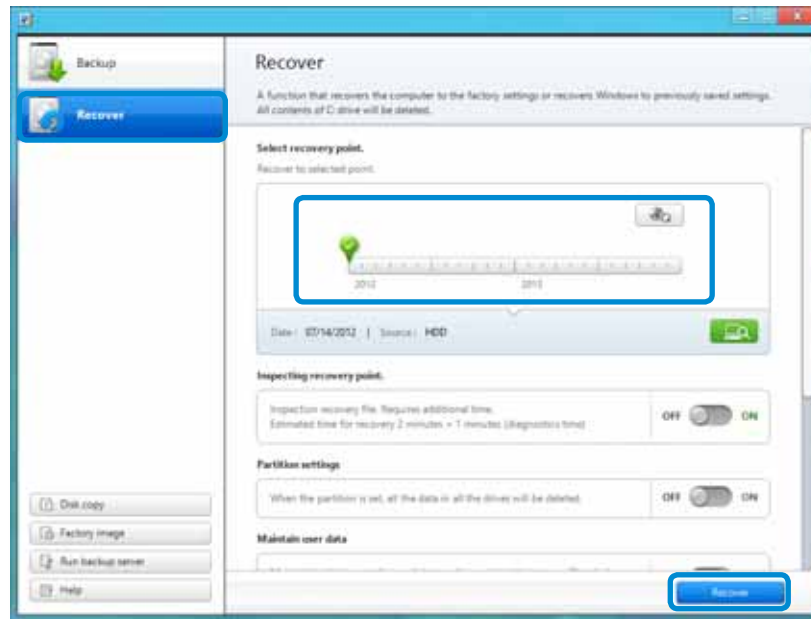 Backup
Recover
Recover
A function that recovers the computer to the factory settings or recovers Windows to previously saved settings.
All contents of C drive will be deleted.
Select recovery point.
Recover to selected point.
2012
2013
Date : 07/14/2012 | Source : HDD
Inspecting recovery point.
Inspection recovery file. Requires additional time.
Estimated time for recovery 2 minutes + 1 minutes (diagnostics time)
OFF ON
Partition settings
When the partition is set, all the data in all the drives will be deleted.
OFF ON
Maintain user data
Disk copy
Factory image
Run backup server
Help
Recover